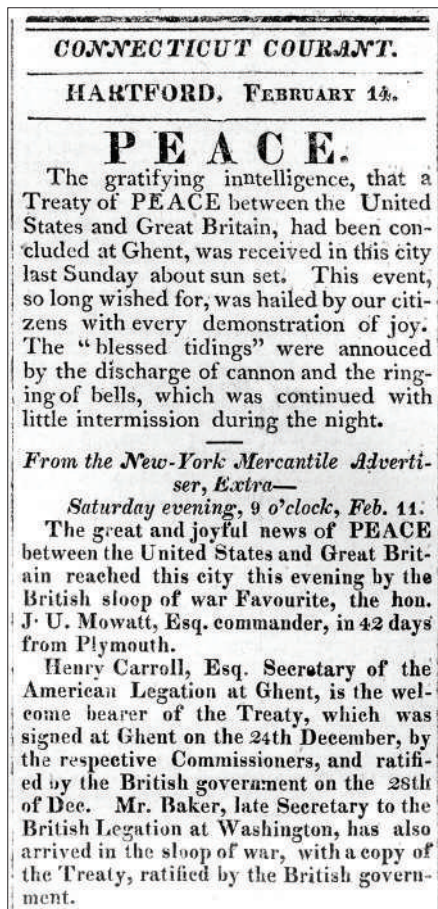 CONNECTICUT COURANT.
HARTFORD, FEBRUARY 14.
PEACE.
The gratifying inntelligence, that a
Treaty of PEACE between the United
States and Great Britain, had been con-
cluded at Ghent, was received in this city
last Sunday about sun set. This event,
so long wished for, was hailed by our citi-
zens with every demonstration of joy.
The “blessed tidings” were annouced
by the discharge of cannon and the ring-
ing of bells, which was continued with
little intermission during the night.
From the New-York Mercantile Adverti-
ser, Extra—
Saturday evening, 9 o'clock, Feb. 11.
The great and joyful news of PEACE
between the United States and Great Brit-
ain reached this city this evening by the
British sloop of war Favourite, the hon.
J. U. Mowatt, Esq. commander, in 42 days
from Plymouth.
Henry Carroll, Esq. Secretary of the
American Legation at Ghent, is the wel-
come bearer of the Treaty, which was
signed at Ghent on the 24th December, by
the respective Commissioners, and ratifi-
ed by the British government on the 28th
of Dec. Mr. Baker, late Secretary to the
British Legation at Washington, has also
arrived in the sloop of war, with a copy of
the Treaty, ratified by the British govern-
ment.